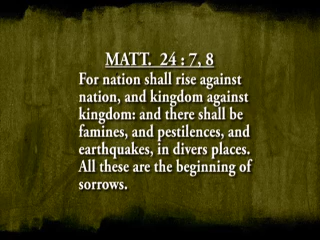 MATT. 24 : 7, 8
For nation shall rise against
nation, and kingdom against
kingdom: and there shall be
famines, and pestilences, and
earthquakes, in divers places.
All these are the beginning of
sorrows.